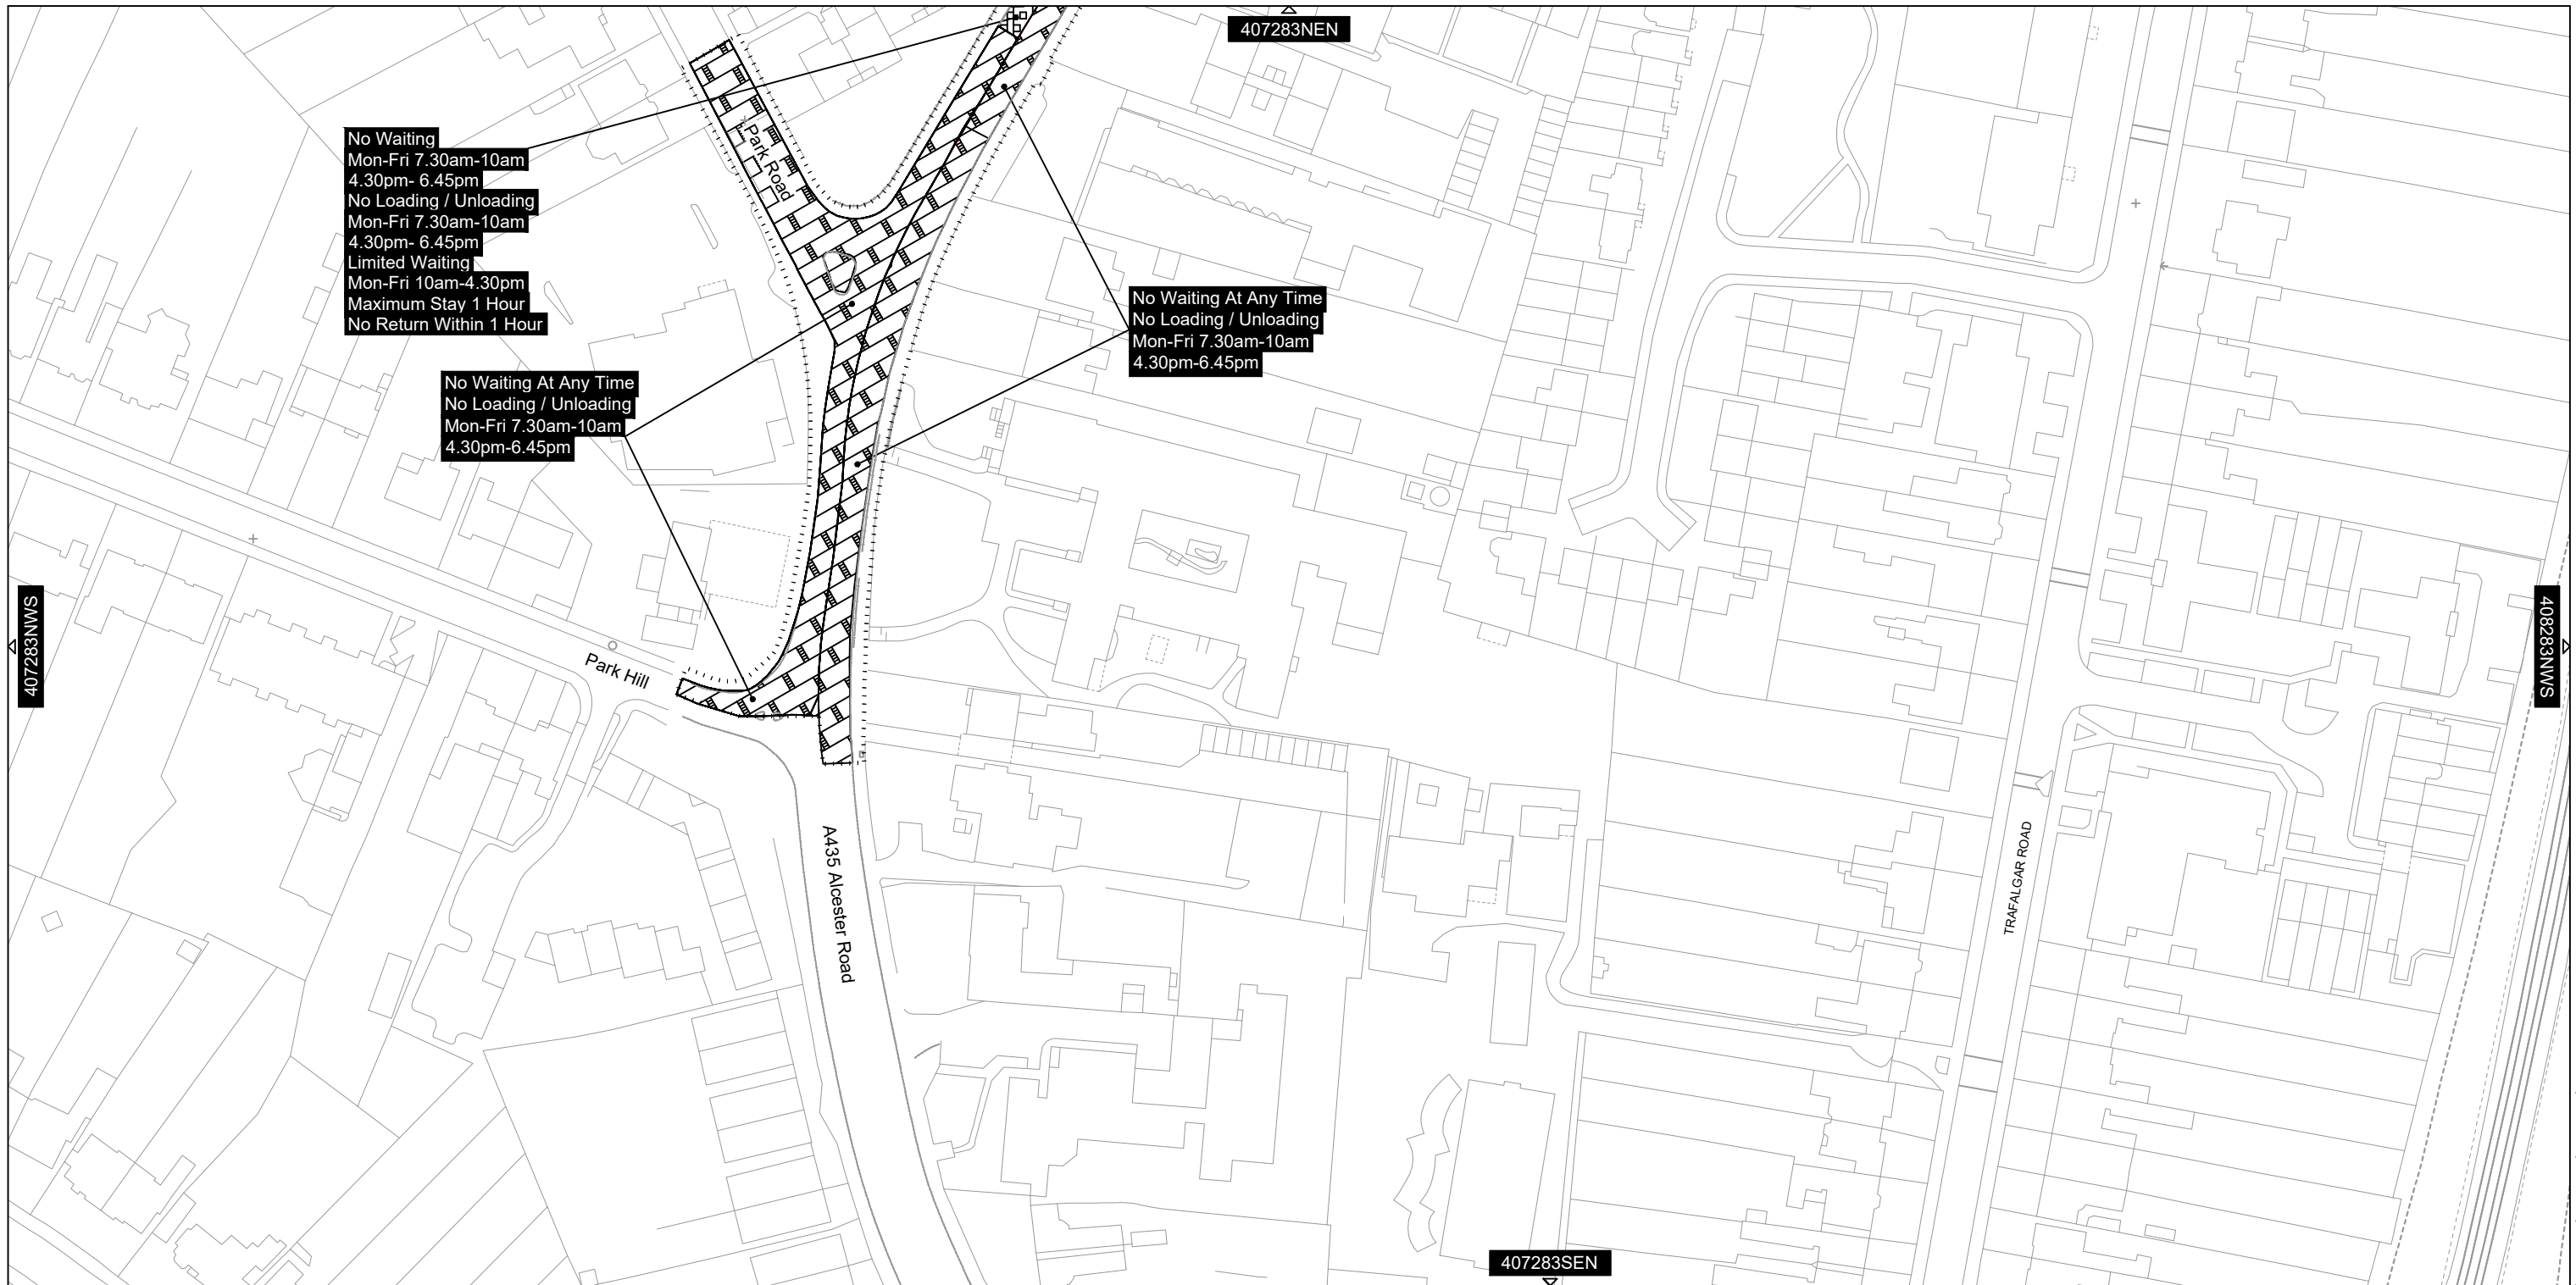 407283NEN
No Waiting
Mon-Fri 7.30am-10am
4.30pm- 6.45pm
No Loading / Unloading
Mon-Fri 7.30am-10am
4.30pm- 6.45pm
Limited Waiting
Mon-Fri 10am-4.30pm
Maximum Stay 1 Hour
No Return Within 1 Hour
Park Road
No Waiting At Any Time
No Loading / Unloading
Mon-Fri 7.30am-10am
4.30pm-6.45pm
No Waiting At Any Time
No Loading / Unloading
Mon-Fri 7.30am-10am
4.30pm-6.45pm
407283NWS
408283NWS
Park Hill
A435 Alcester Road
TRAFALGAR ROAD
407283SEN